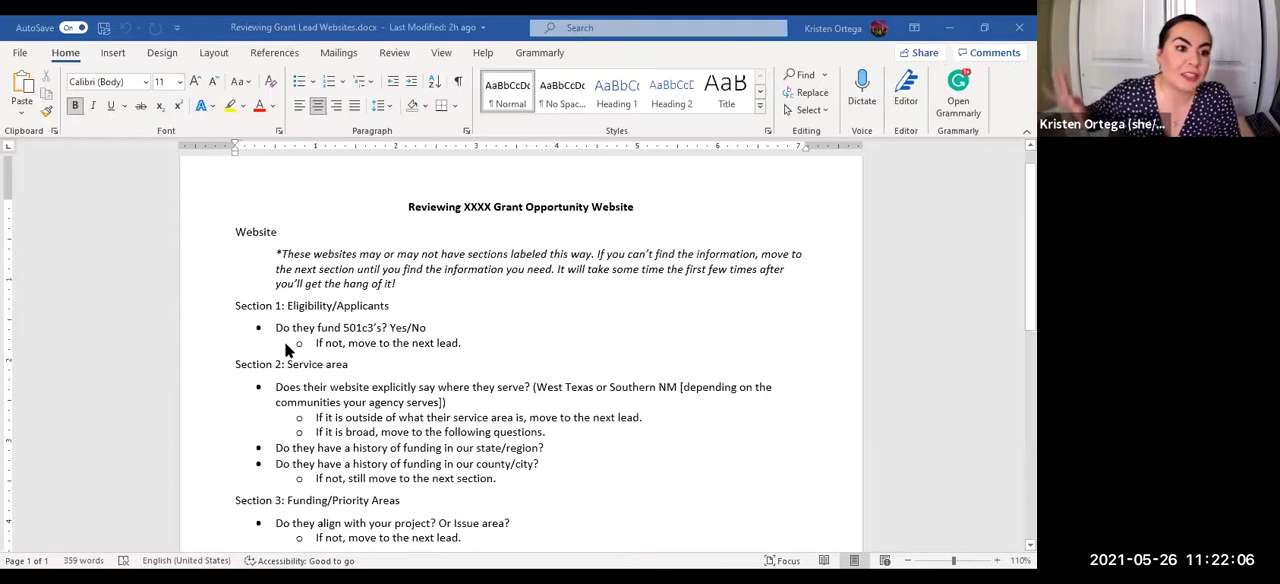 AutoSave On Reviewing Grant Lead Websites.docx - Last Modified: 2h ago Search Kristen Ortega
File Home Insert Design Layout References Mailings Review View Help Grammarly Share Comments
Calibri (Body) 11 AaBbCcDc AaBbCcDc AaBbCc AaBbCcD AaB Find
Replace
Select
Paste Normal No Spac... Heading 1 Heading 2 Title Dictate Editor Open Grammarly
Clipboard Font Paragraph Styles Editing Voice Editor Grammarly
Kristen Ortega (she/...
1 2 3 4 5 6 7
Reviewing XXXX Grant Opportunity Website
Website
*These websites may or may not have sections labeled this way. If you can't find the information, move to
the next section until you find the information you need. It will take some time the first few times after
you'll get the hang of it!
Section 1: Eligibility/Applicants
• Do they fund 501c3's? Yes/No
o If not, move to the next lead.
Section 2: Service area
• Does their website explicitly say where they serve? (West Texas or Southern NM [depending on the
communities your agency serves])
o If it is outside of what their service area is, move to the next lead.
o If it is broad, move to the following questions.
• Do they have a history of funding in our state/region?
• Do they have a history of funding in our county/city?
o If not, still move to the next section.
Section 3: Funding/Priority Areas
• Do they align with your project? Or Issue area?
o If not, move to the next lead.
Page 1 of 1 359 words English (United States) Accessibility: Good to go Focus 110%
2021-05-26 11:22:06